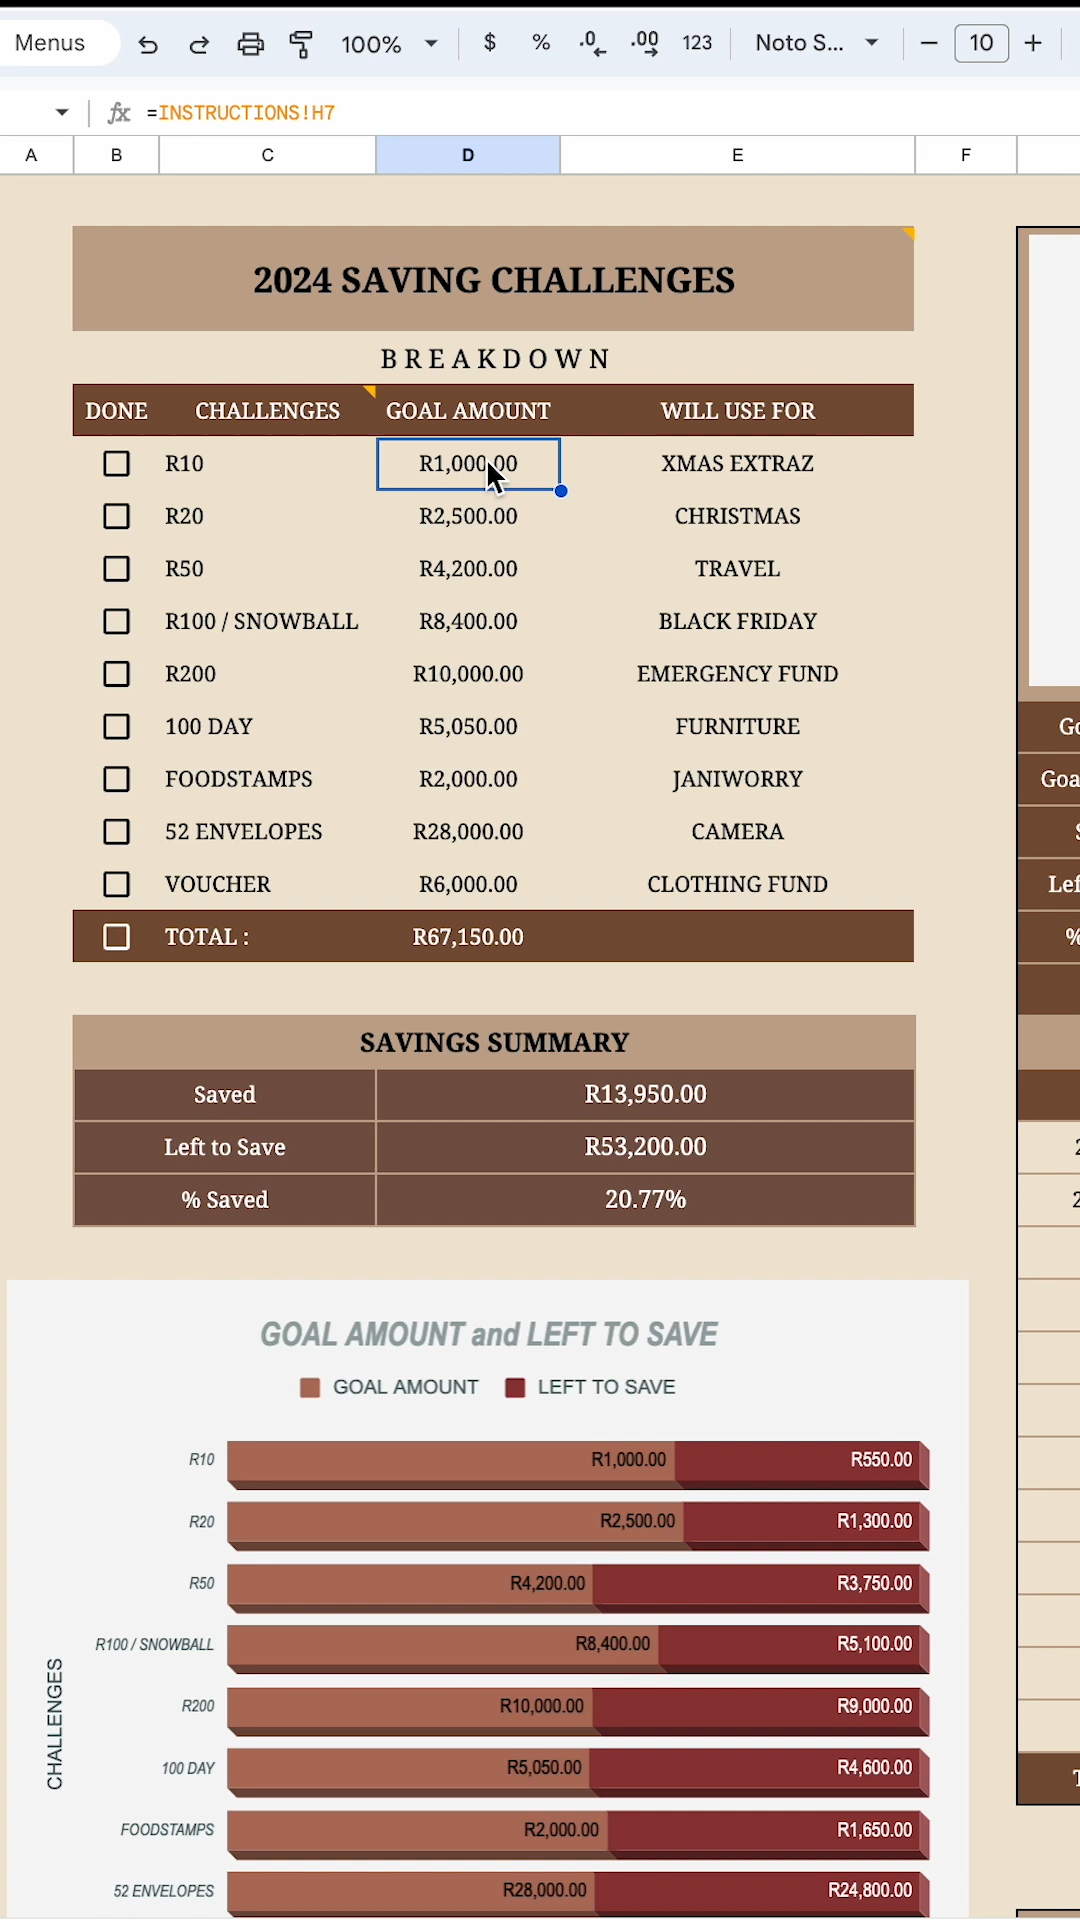 Menus 100% $ % .0 .00 123 Noto S... 10
fx =INSTRUCTIONS!H7
A B C D E F
2024 SAVING CHALLENGES
BREAKDOWN
DONE CHALLENGES GOAL AMOUNT WILL USE FOR
R10 R1,000.00 XMAS EXTRAZ
R20 R2,500.00 CHRISTMAS
R50 R4,200.00 TRAVEL
R100 / SNOWBALL R8,400.00 BLACK FRIDAY
R200 R10,000.00 EMERGENCY FUND
100 DAY R5,050.00 FURNITURE
FOODSTAMPS R2,000.00 JANIWORRY
52 ENVELOPES R28,000.00 CAMERA
VOUCHER R6,000.00 CLOTHING FUND
TOTAL : R67,150.00
SAVINGS SUMMARY
Saved R13,950.00
Left to Save R53,200.00
% Saved 20.77%
GOAL AMOUNT and LEFT TO SAVE
GOAL AMOUNT LEFT TO SAVE
CHALLENGES
R10 R1,000.00 R550.00
R20 R2,500.00 R1,300.00
R50 R4,200.00 R3,750.00
R100 / SNOWBALL R8,400.00 R5,100.00
R200 R10,000.00 R9,000.00
100 DAY R5,050.00 R4,600.00
FOODSTAMPS R2,000.00 R1,650.00
52 ENVELOPES R28,000.00 R24,800.00